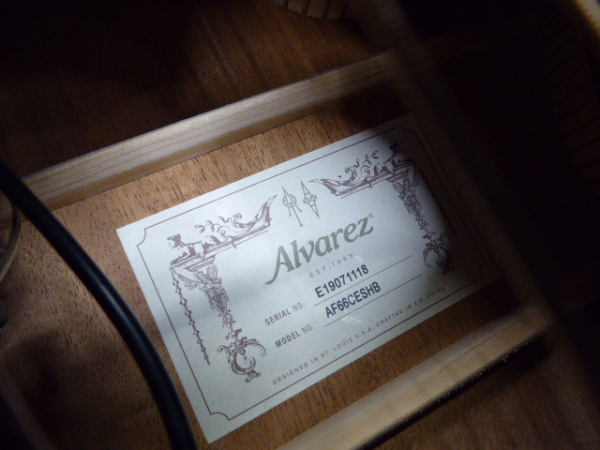 Alvarez®
EST. 1965
SERIAL NO. E19071118
MODEL NO. AF66CESHB
DESIGNED IN ST. LOUIS U.S.A. CRAFTED IN P.R. CHINA